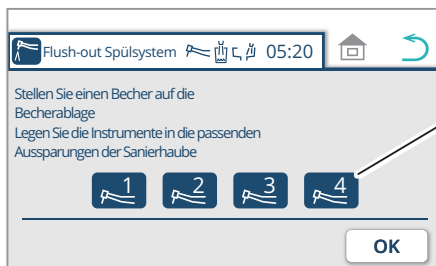 Flush-out Spülsystem 05:20
Stellen Sie einen Becher auf die
Becherablage
Legen Sie die Instrumente in die passenden
Aussparungen der Sanierhaube
1 2 3 4
OK